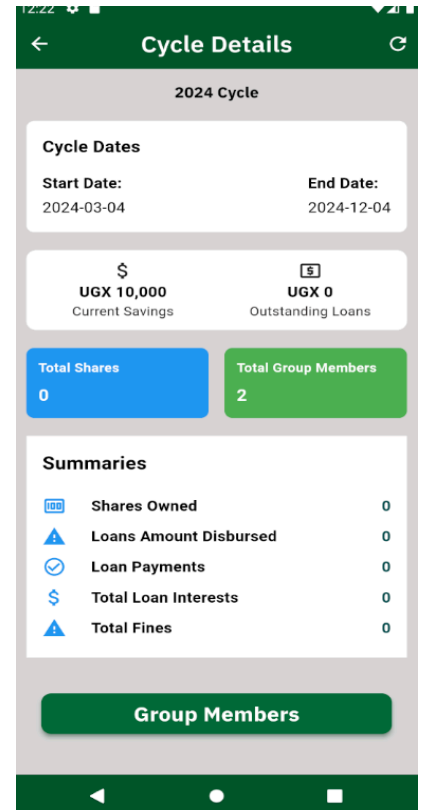 12:22
Cycle Details
2024 Cycle
Cycle Dates
Start Date: End Date:
2024-03-04 2024-12-04
$ $
UGX 10,000 UGX 0
Current Savings Outstanding Loans
Total Shares Total Group Members
0 2
Summaries
Shares Owned 0
Loans Amount Disbursed 0
Loan Payments 0
$ Total Loan Interests 0
Total Fines 0
Group Members